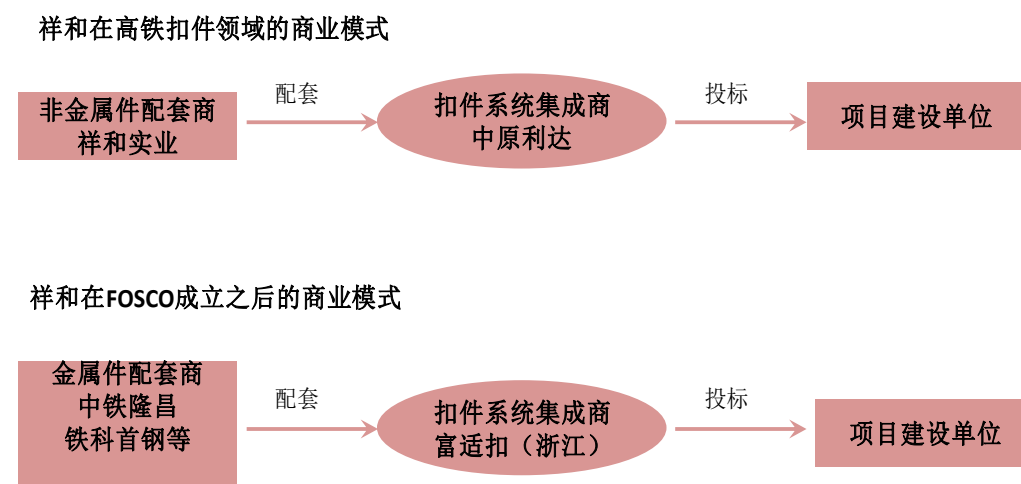 祥和在高铁扣件领域的商业模式
非金属件配套商
祥和实业
配套
扣件系统集成商
中原利达
投标
项目建设单位
祥和在FOSCO成立之后的商业模式
金属件配套商
中铁隆昌
铁科首钢等
配套
扣件系统集成商
富适扣（浙江）
投标
项目建设单位